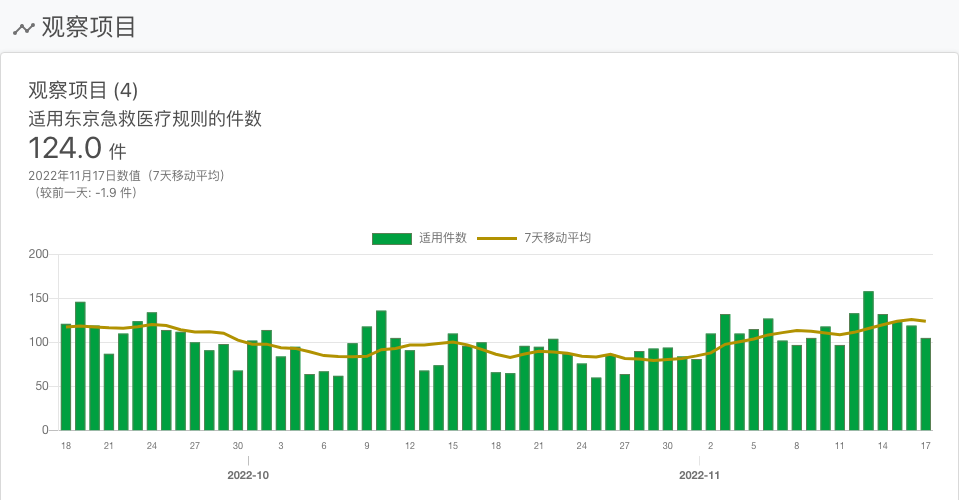 观察项目
观察项目 (4)
适用东京急救医疗规则的件数
124.0 件
2022年11月17日数值（7天移动平均）
（较前一天: -1.9 件）
适用件数 7天移动平均
200
150
100
50
0
18 21 24 27 30 3 6 9 12 15 18 21 24 27 30 2 5 8 11 14 17
2022-10 2022-11